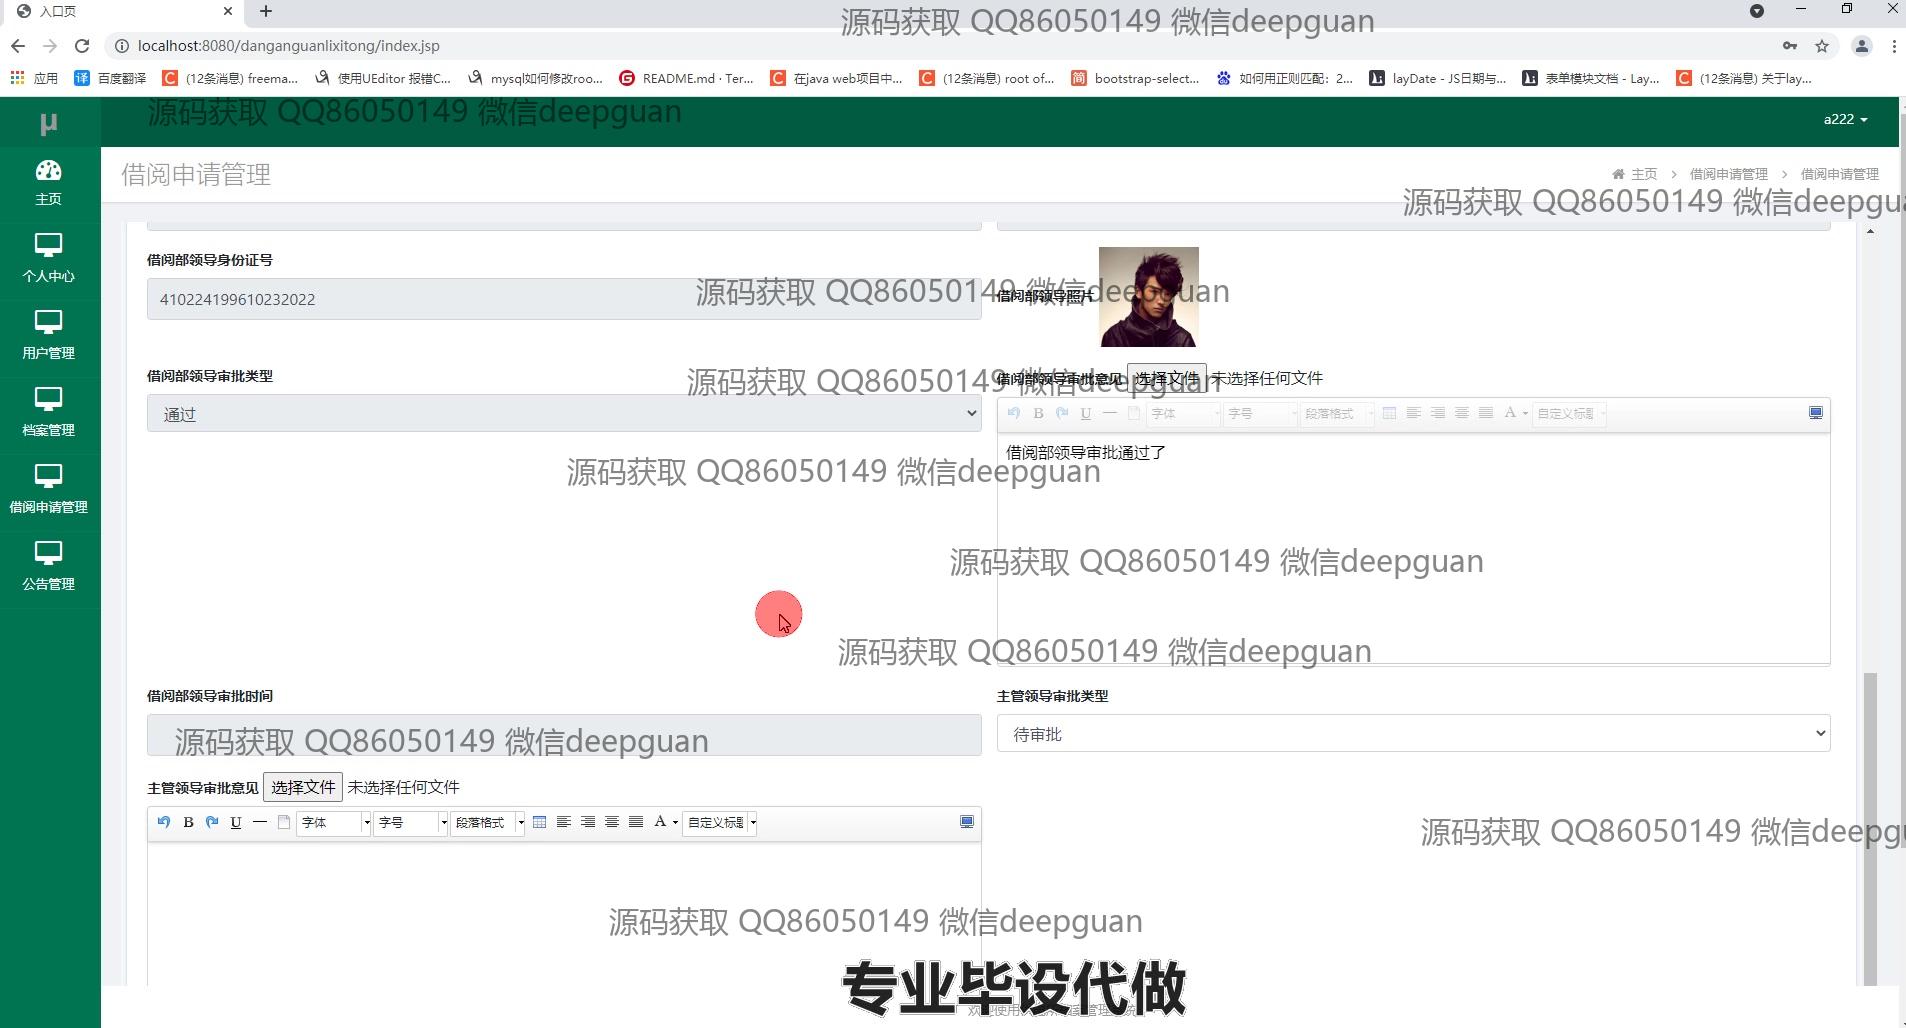 入口页
源码获取 QQ86050149 微信deepguan
localhost:8080/danganguanlixitong/index.jsp
应用
百度翻译
(12条消息) freema...
使用UEditor 报错C...
mysql如何修改roo...
README.md · Ter...
在java web项目中...
(12条消息) root of...
bootstrap-select...
如何用正则匹配：2...
layDate - JS日期与...
表单模块文档 - Lay...
(12条消息) 关于lay...
µ
源码获取 QQ86050149 微信deepguan
a222
主页
借阅申请管理
主页 > 借阅申请管理 > 借阅申请管理
源码获取 QQ86050149 微信deepgua
个人中心
用户管理
档案管理
借阅申请管理
公告管理
借阅部领导身份证号
410224199610232022
源码获取 QQ86050149 微信deepguan
借阅部领导照片
借阅部领导审批类型
通过
源码获取 QQ86050149 微信deepguan
借阅部领导审批意见 选择文件 未选择任何文件
B U 字体 字号 段落格式 A 自定义标题
借阅部领导审批通过了
源码获取 QQ86050149 微信deepguan
源码获取 QQ86050149 微信deepguan
源码获取 QQ86050149 微信deepguan
借阅部领导审批时间
源码获取 QQ86050149 微信deepguan
主管领导审批类型
待审批
主管领导审批意见 选择文件 未选择任何文件
B U 字体 字号 段落格式 A 自定义标题
源码获取 QQ86050149 微信deepg
源码获取 QQ86050149 微信deepguan
专业毕设代做